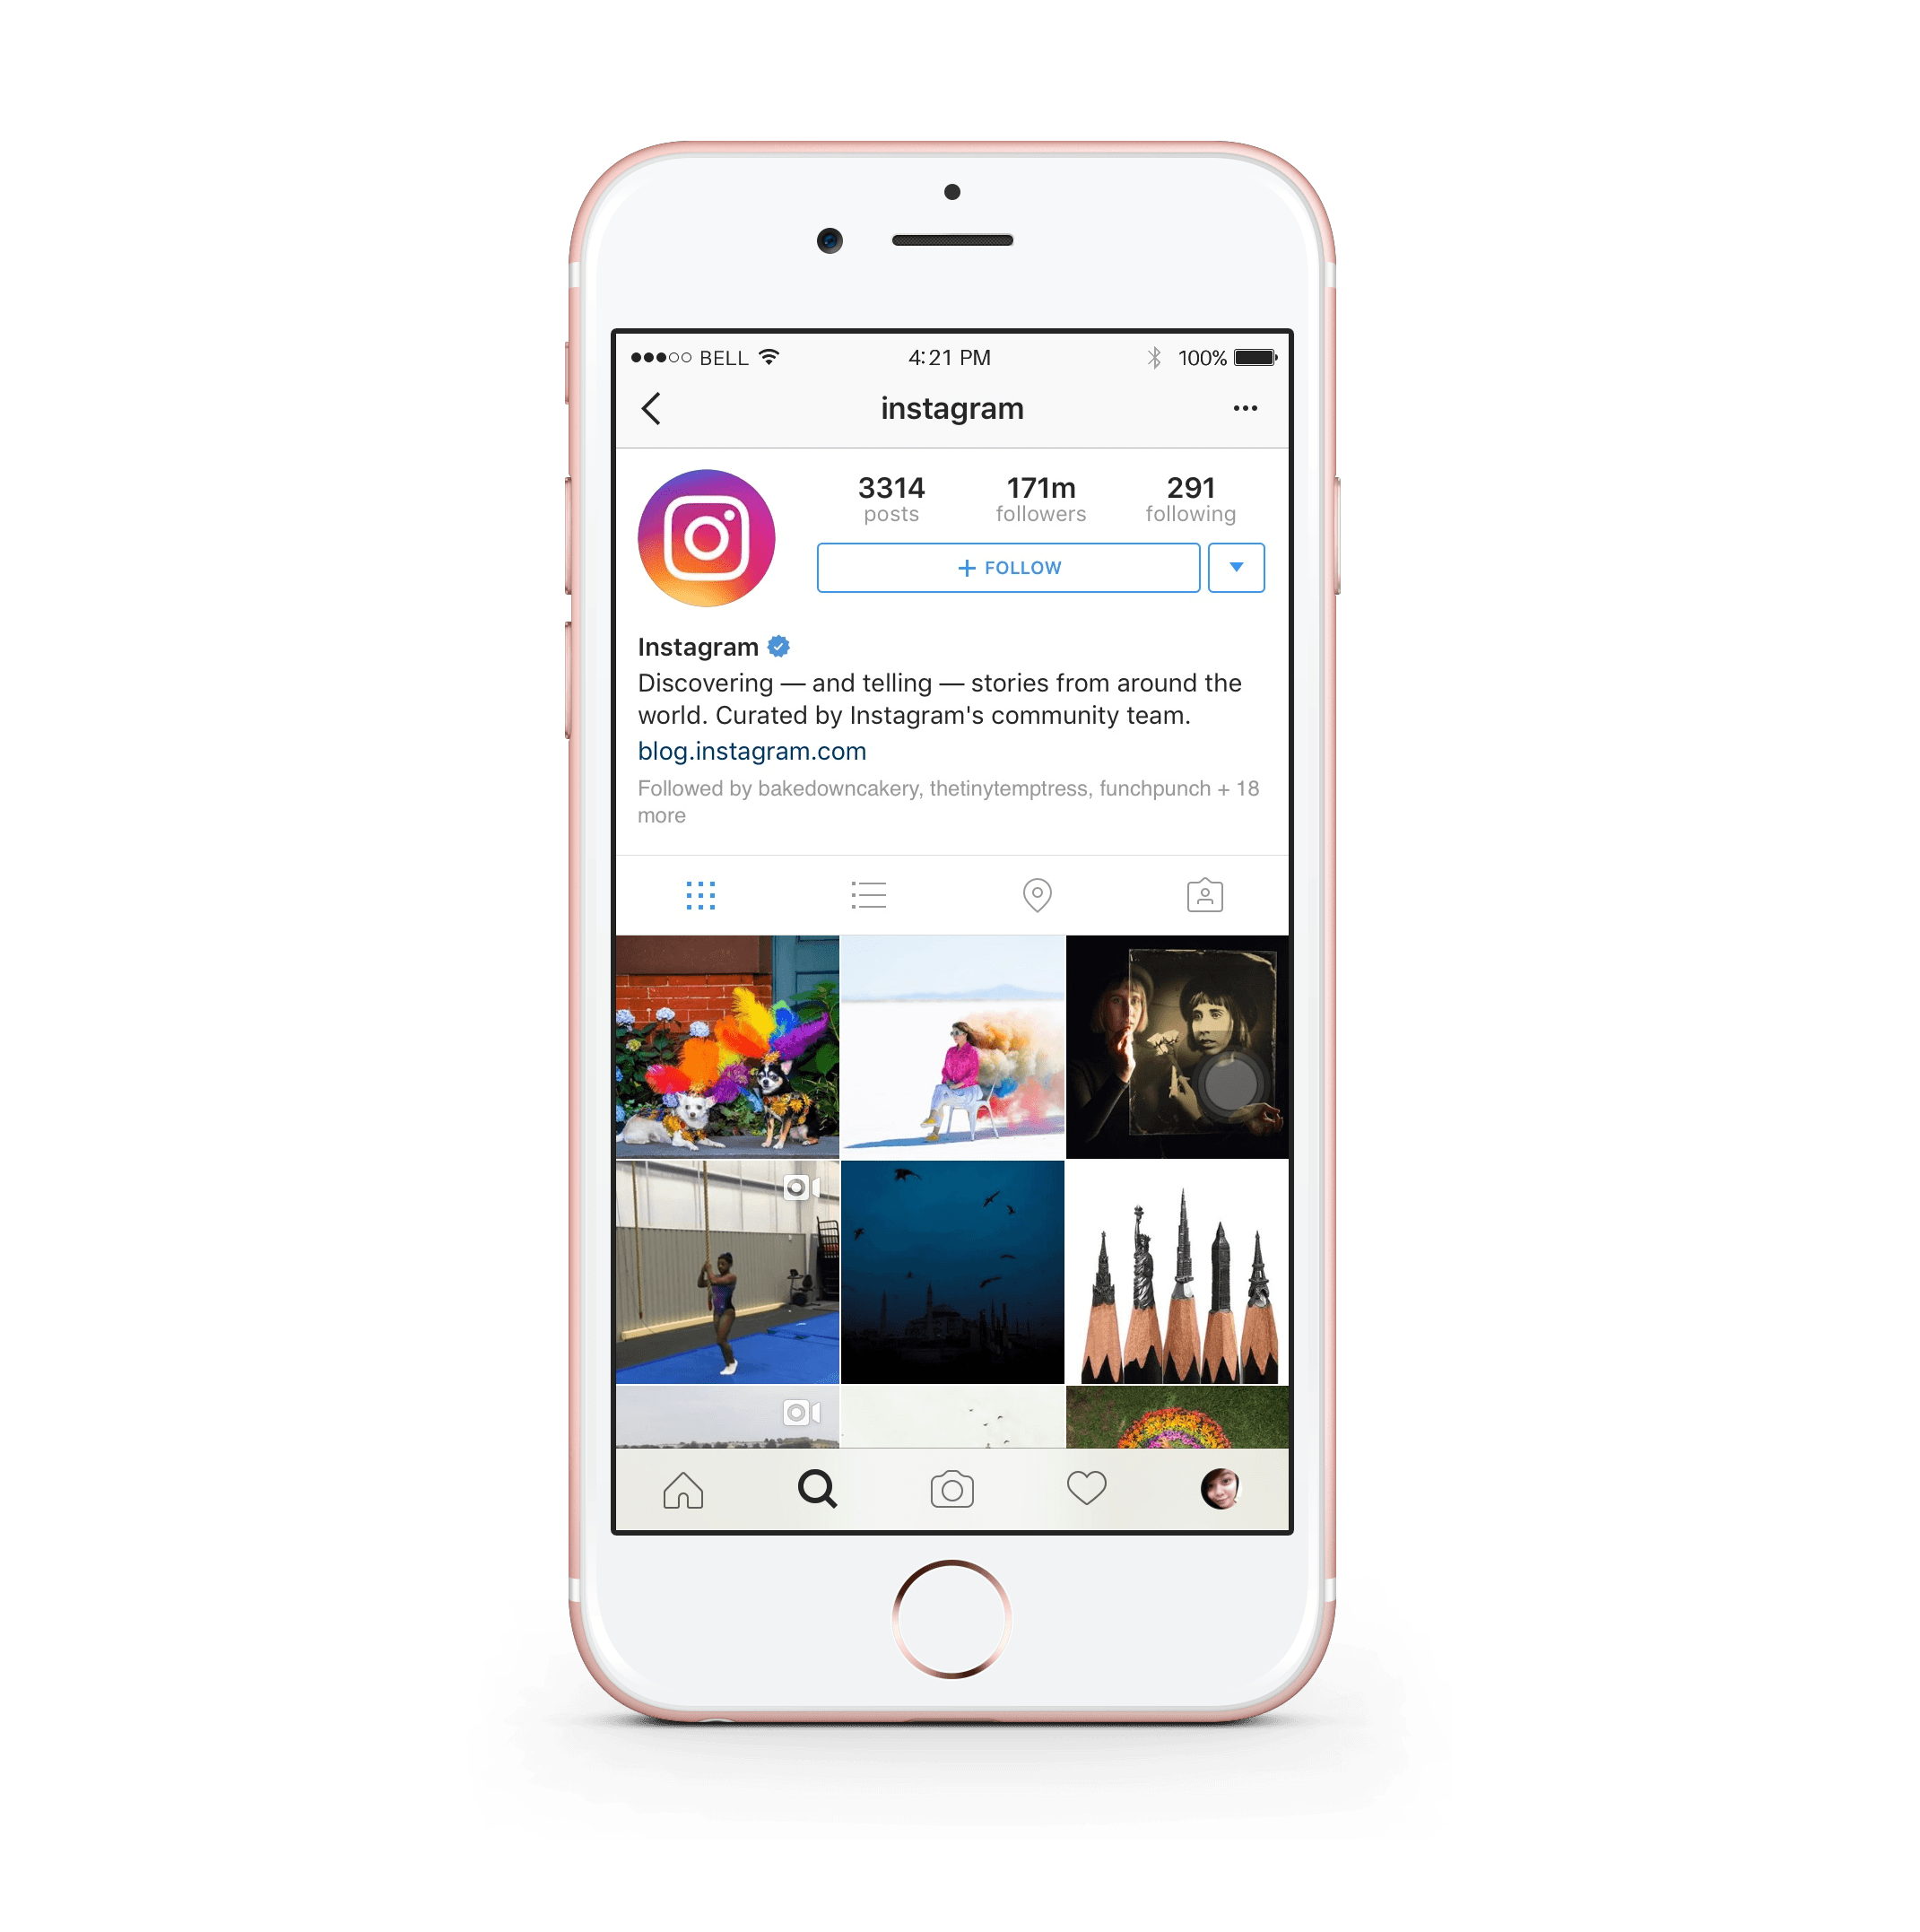 BELL 4:21 PM 100%
instagram
3314 171m 291
posts followers following
+ FOLLOW
Instagram
Discovering — and telling — stories from around the
world. Curated by Instagram's community team.
blog.instagram.com
Followed by bakedowncakery, thetinytemptress, funchpunch + 18
more